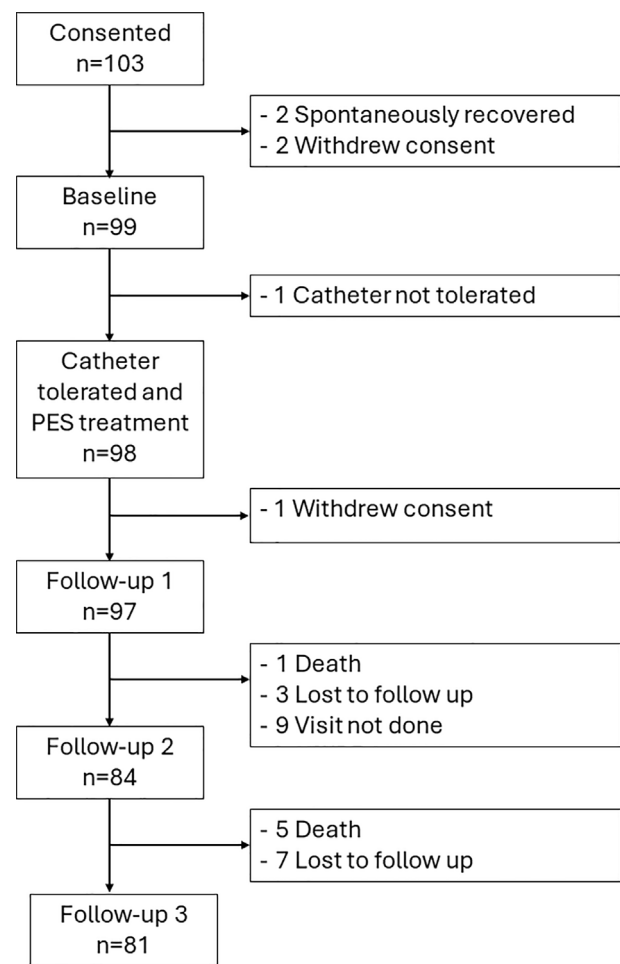 Consented
n=103
- 2 Spontaneously recovered
- 2 Withdrew consent
Baseline
n=99
- 1 Catheter not tolerated
Catheter
tolerated and
PES treatment
n=98
- 1 Withdrew consent
Follow-up 1
n=97
- 1 Death
- 3 Lost to follow up
- 9 Visit not done
Follow-up 2
n=84
- 5 Death
- 7 Lost to follow up
Follow-up 3
n=81